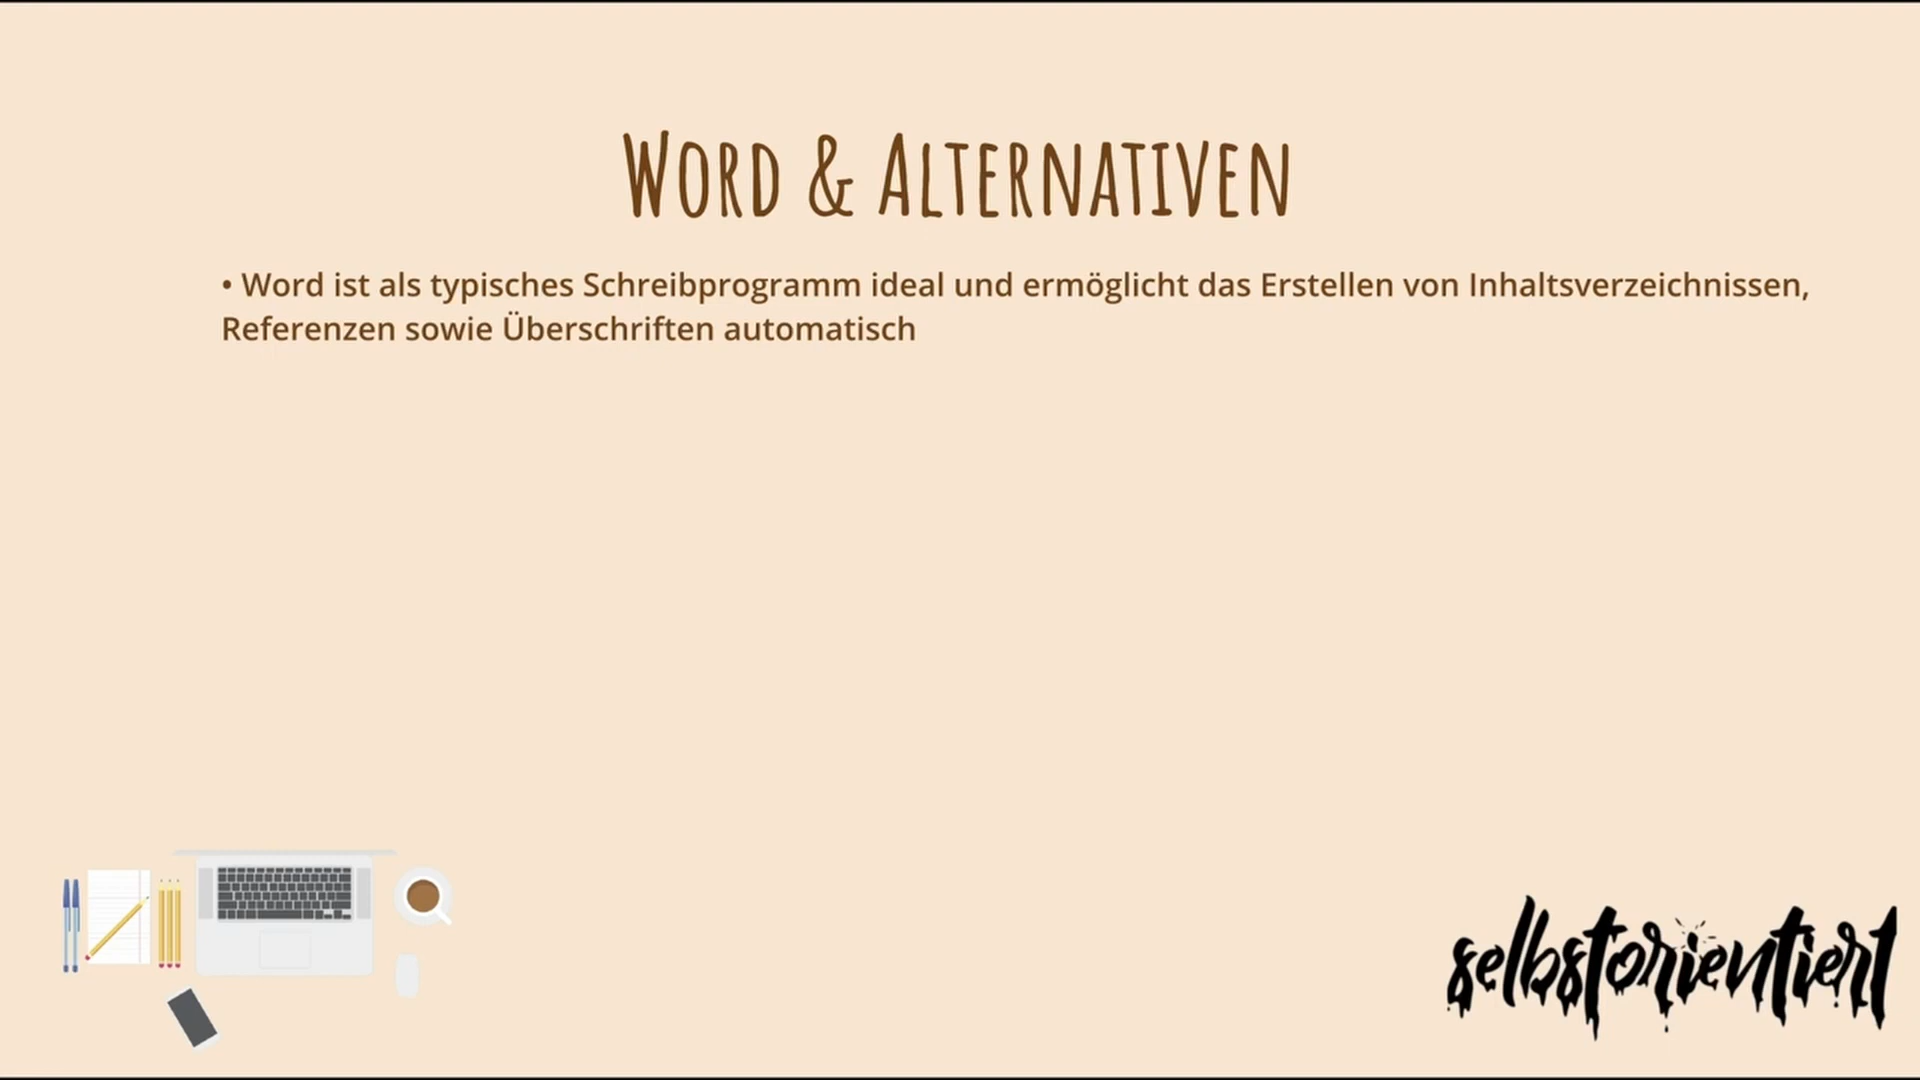 Word & Alternativen
• Word ist als typisches Schreibprogramm ideal und ermöglicht das Erstellen von Inhaltsverzeichnissen,
Referenzen sowie Überschriften automatisch
selbstorientiert